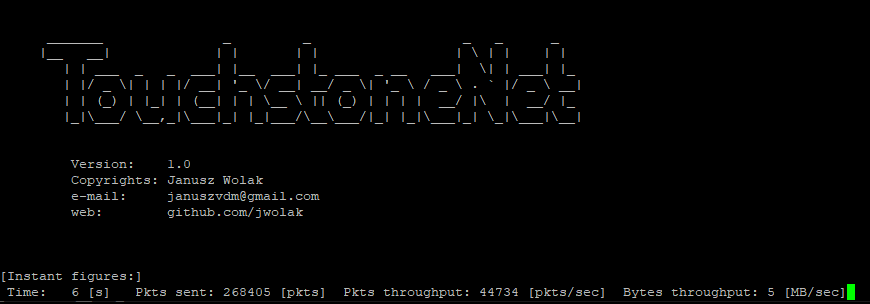 TouchstoneNet
Version: 1.0
Copyrights: Janusz Wolak
e-mail: januszvdm@gmail.com
web: github.com/jwolak
[Instant figures:]
Time: 6 [s] Pkts sent: 268405 [pkts] Pkts throughput: 44734 [pkts/sec] Bytes throughput: 5 [MB/sec]